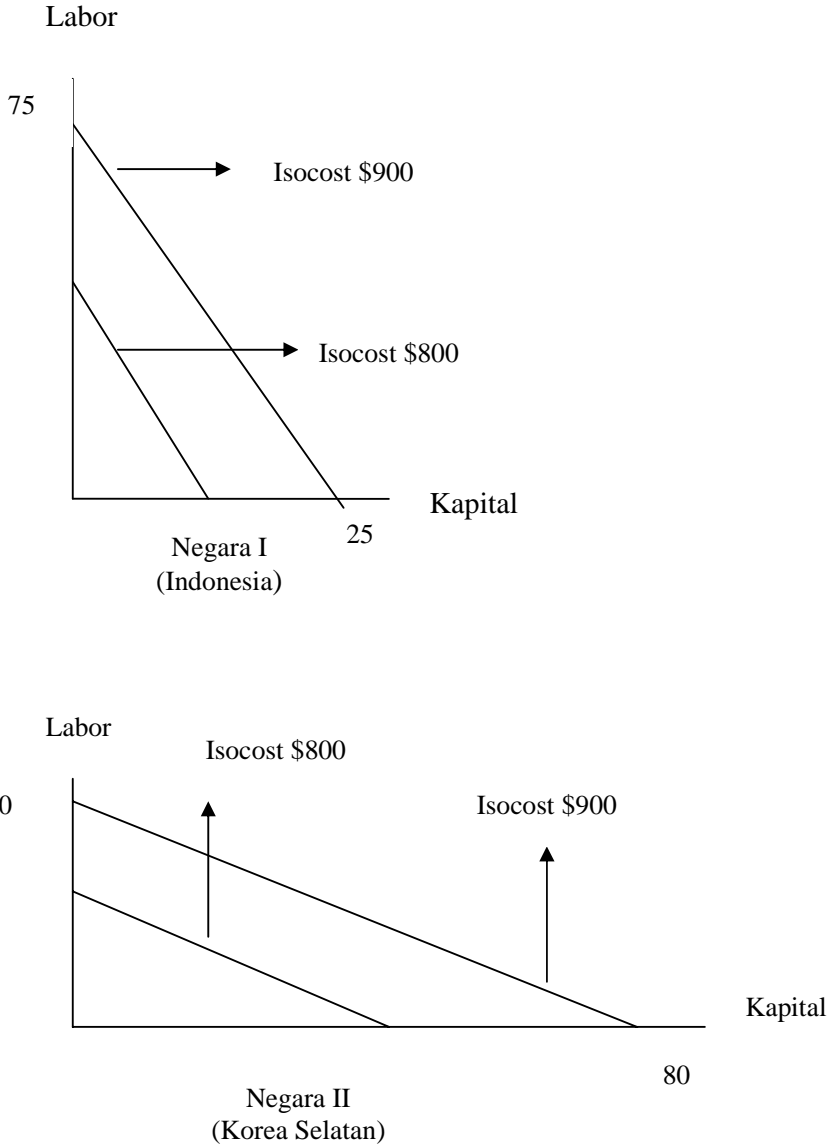 Labor
75
Isocost $900
Isocost $800
Kapital
25
Negara I
(Indonesia)
Labor
Isocost $800
0
Isocost $900
Kapital
80
Negara II
(Korea Selatan)